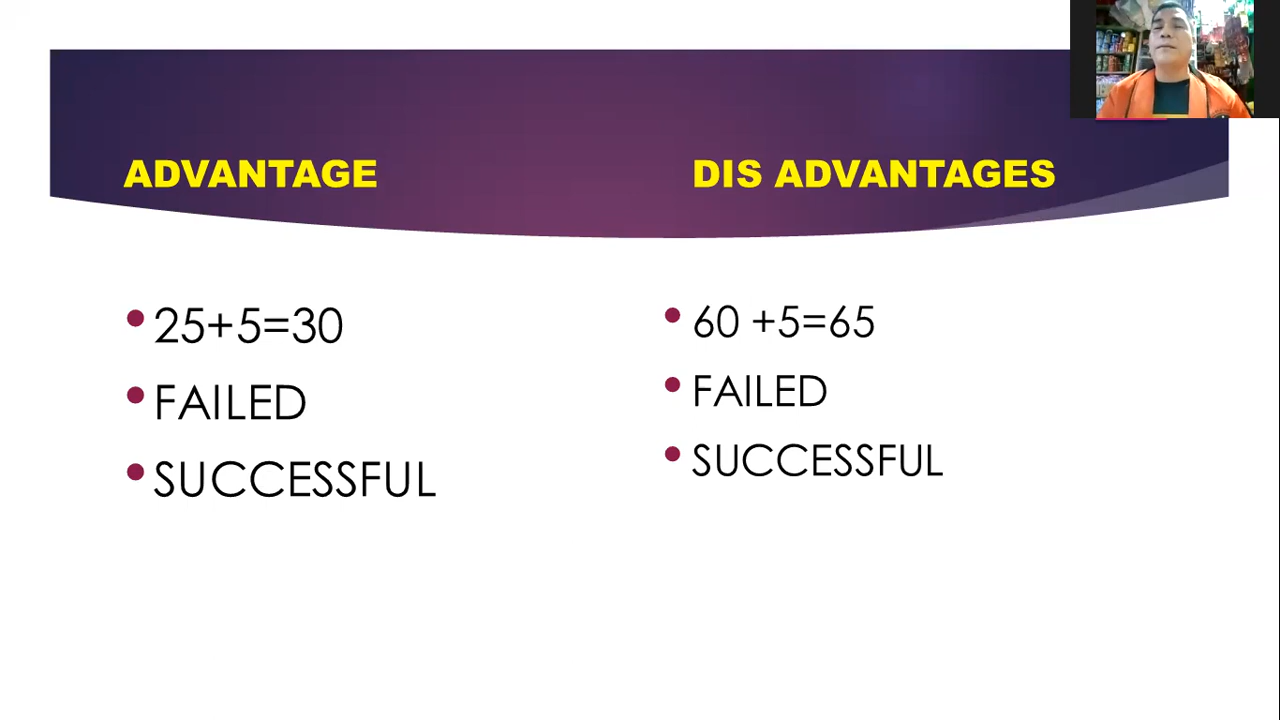 ADVANTAGE
25+5=30
FAILED
SUCCESSFUL
DIS ADVANTAGES
60 +5=65
FAILED
SUCCESSFUL